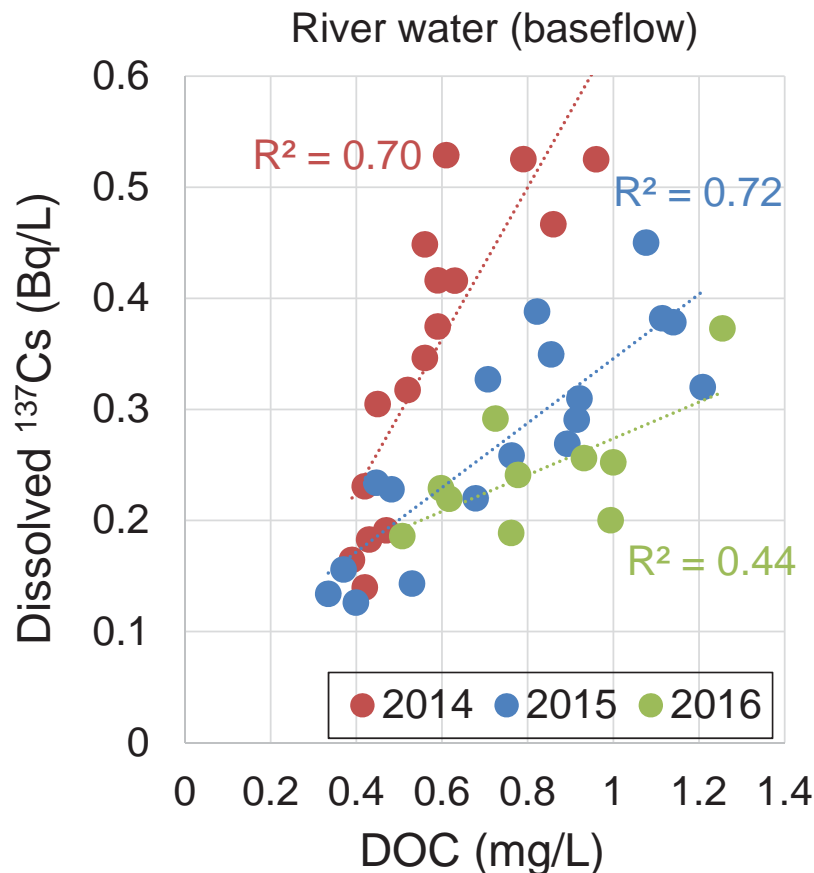 River water (baseflow)
0.6
0.5
0.4
0.3
0.2
0.1
0
Dissolved ¹³⁷Cs (Bq/L)
R² = 0.70
R² = 0.72
R² = 0.44
2014 2015 2016
0 0.2 0.4 0.6 0.8 1 1.2 1.4
DOC (mg/L)